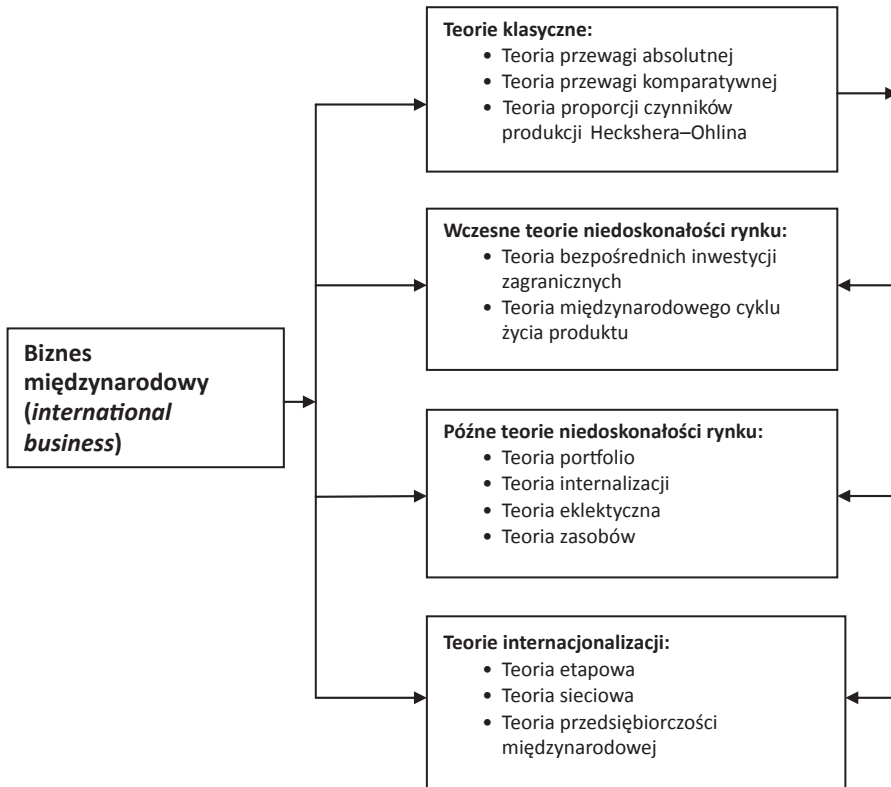 Teorie klasyczne:
• Teoria przewagi absolutnej
• Teoria przewagi komparatywnej
• Teoria proporcji czynników
produkcji Heckshera–Ohlina
Wczesne teorie niedoskonałości rynku:
• Teoria bezpośrednich inwestycji
zagranicznych
• Teoria międzynarodowego cyklu
życia produktu
Biznes
międzynarodowy
(international
business)
Późne teorie niedoskonałości rynku:
• Teoria portfolio
• Teoria internalizacji
• Teoria eklektyczna
• Teoria zasobów
Teorie internacjonalizacji:
• Teoria etapowa
• Teoria sieciowa
• Teoria przedsiębiorczości
międzynarodowej